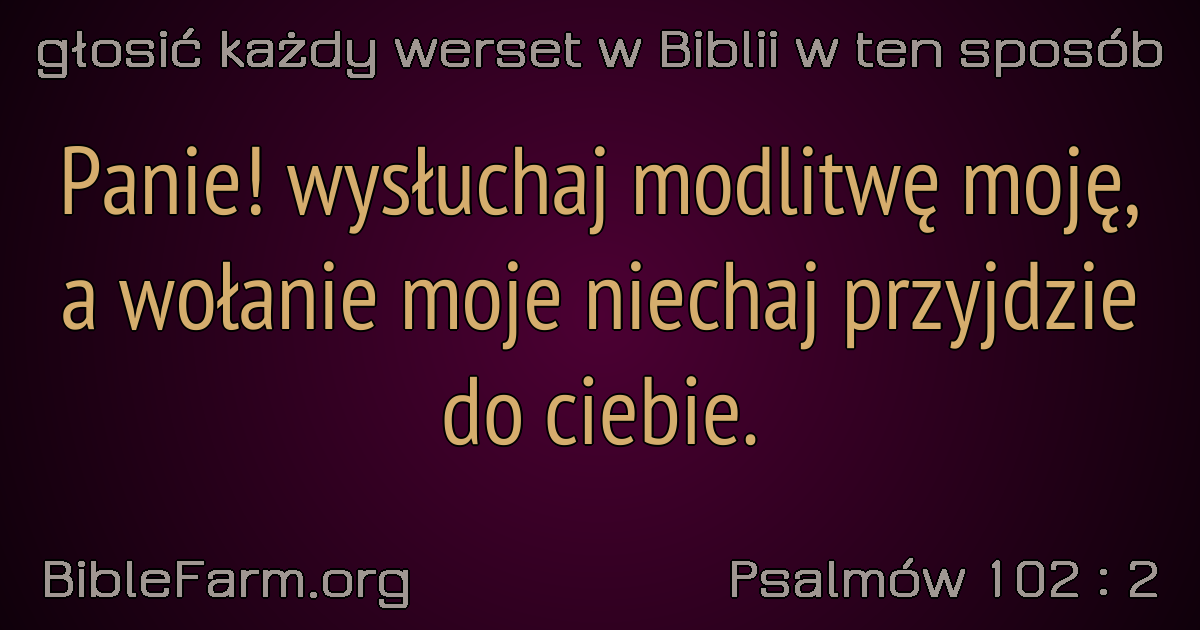 głosić każdy werset w Biblii w ten sposób
Panie! wysłuchaj modlitwę moję,
a wołanie moje niechaj przyjdzie
do ciebie.
BibleFarm.org
Psalmów 102 : 2